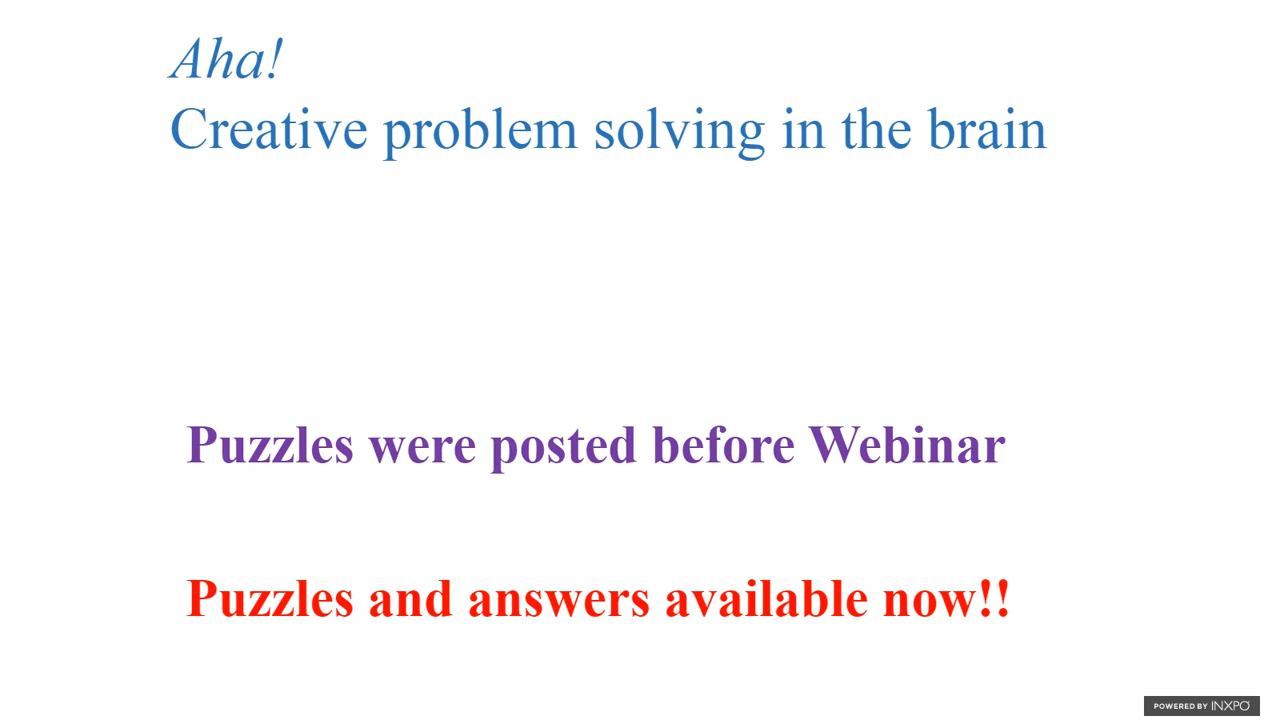 Aha!
Creative problem solving in the brain
Puzzles were posted before Webinar
Puzzles and answers available now!!
POWERED BY INXPO